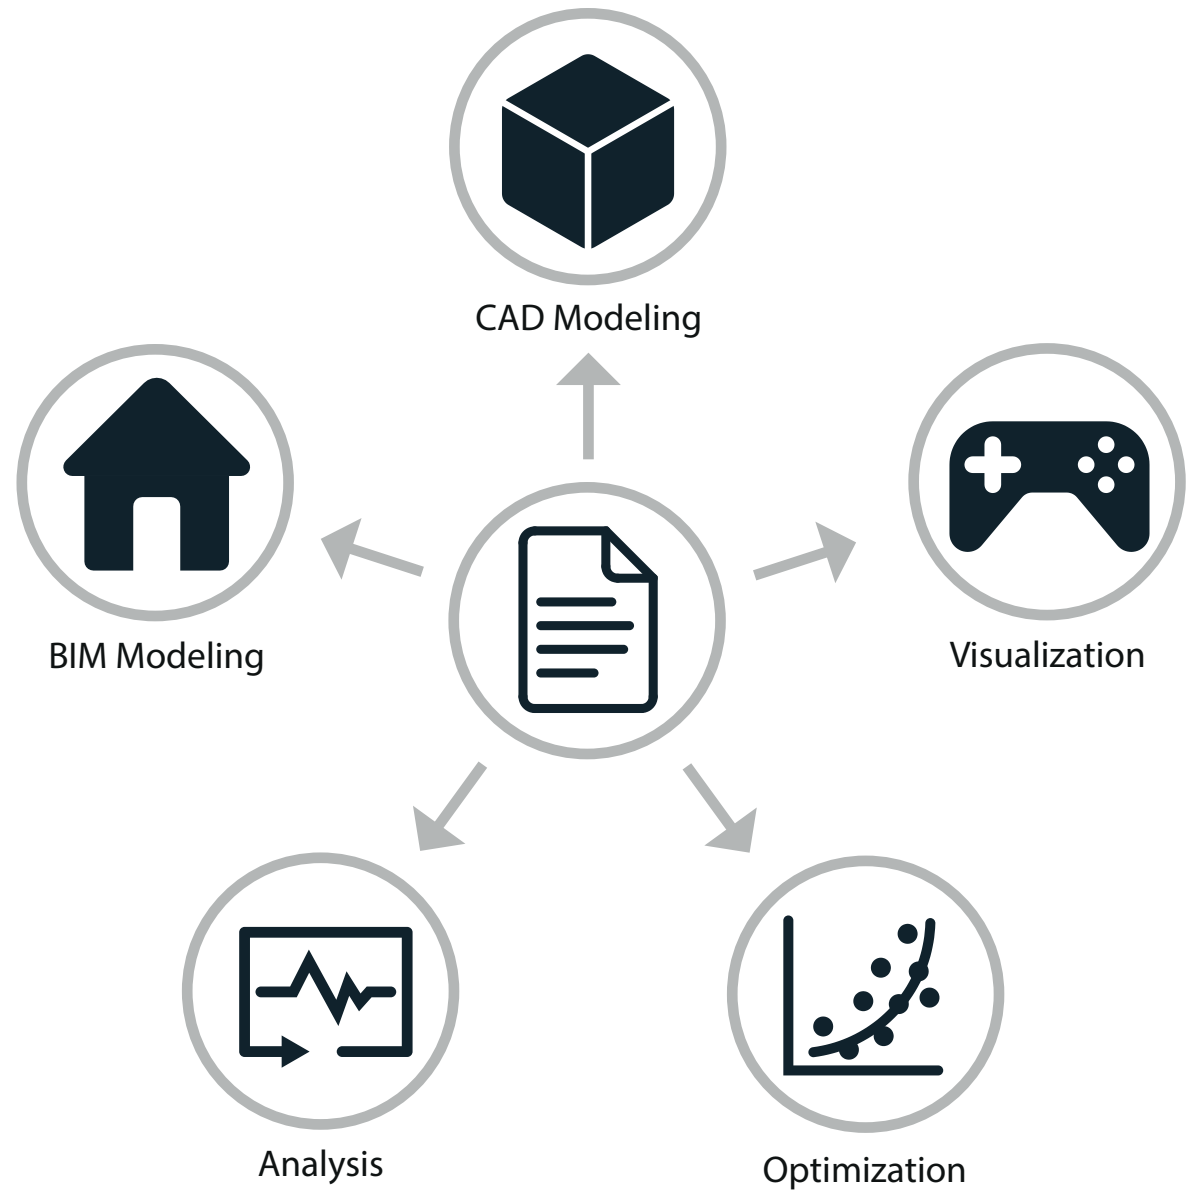 CAD Modeling
BIM Modeling
Visualization
Analysis
Optimization